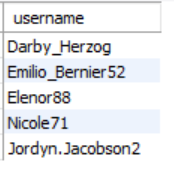 username
Darby_Herzog
Emilio_Bernier52
Elenor88
Nicole71
Jordyn.Jacobson2